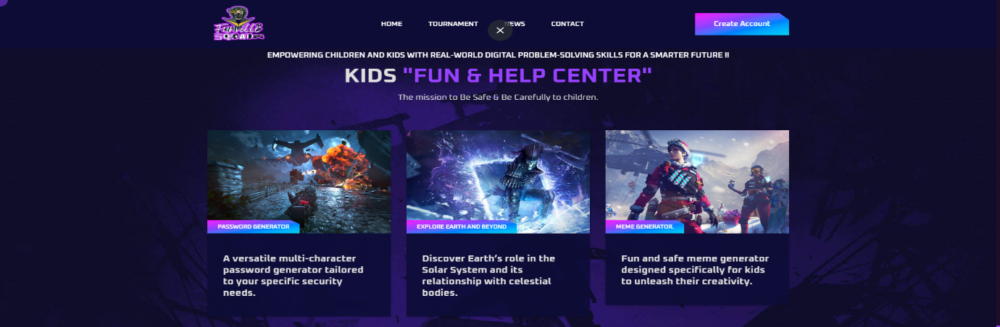 Funville
SQUAD
HOME
TOURNAMENT
NEWS
CONTACT
Create Account
EMPOWERING CHILDREN AND KIDS WITH REAL-WORLD DIGITAL PROBLEM-SOLVING SKILLS FOR A SMARTER FUTURE !!
KIDS "FUN & HELP CENTER"
The mission to Be Safe & Be Carefully to children.
PASSWORD GENERATOR
A versatile multi-character
password generator tailored
to your specific security
needs.
EXPLORE EARTH AND BEYOND
Discover Earth's role in the
Solar System and its
relationship with celestial
bodies.
MEME GENERATOR.
Fun and safe meme generator
designed specifically for kids
to unleash their creativity.